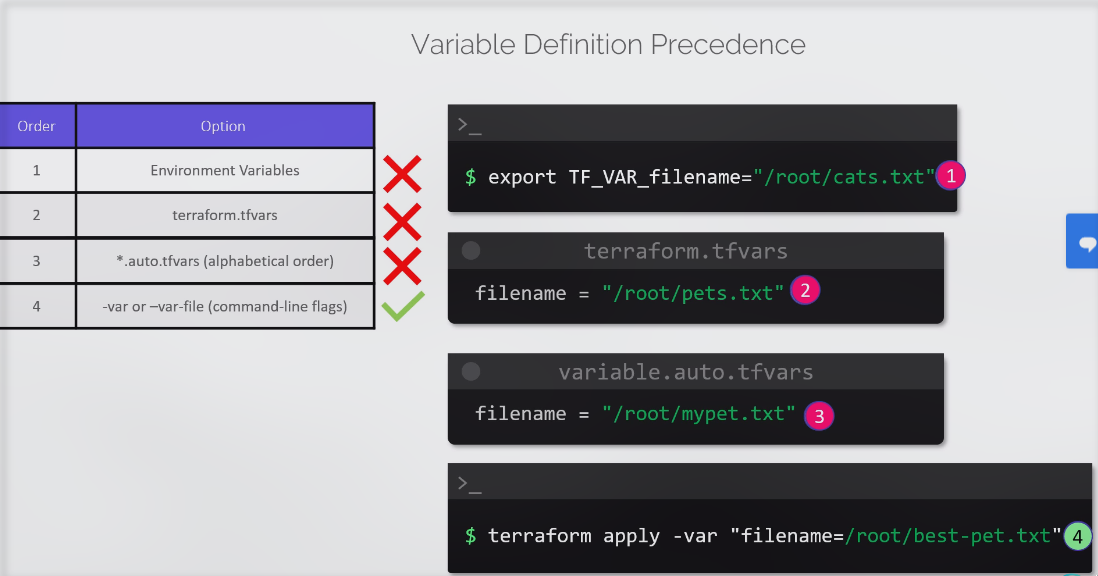 Variable Definition Precedence
Order Option
1 Environment Variables
2 terraform.tfvars
3 *.auto.tfvars (alphabetical order)
4 -var or –var-file (command-line flags)
>_
$ export TF_VAR_filename="/root/cats.txt" 1
terraform.tfvars
filename = "/root/pets.txt" 2
variable.auto.tfvars
filename = "/root/mypet.txt" 3
>_
$ terraform apply -var "filename=/root/best-pet.txt" 4